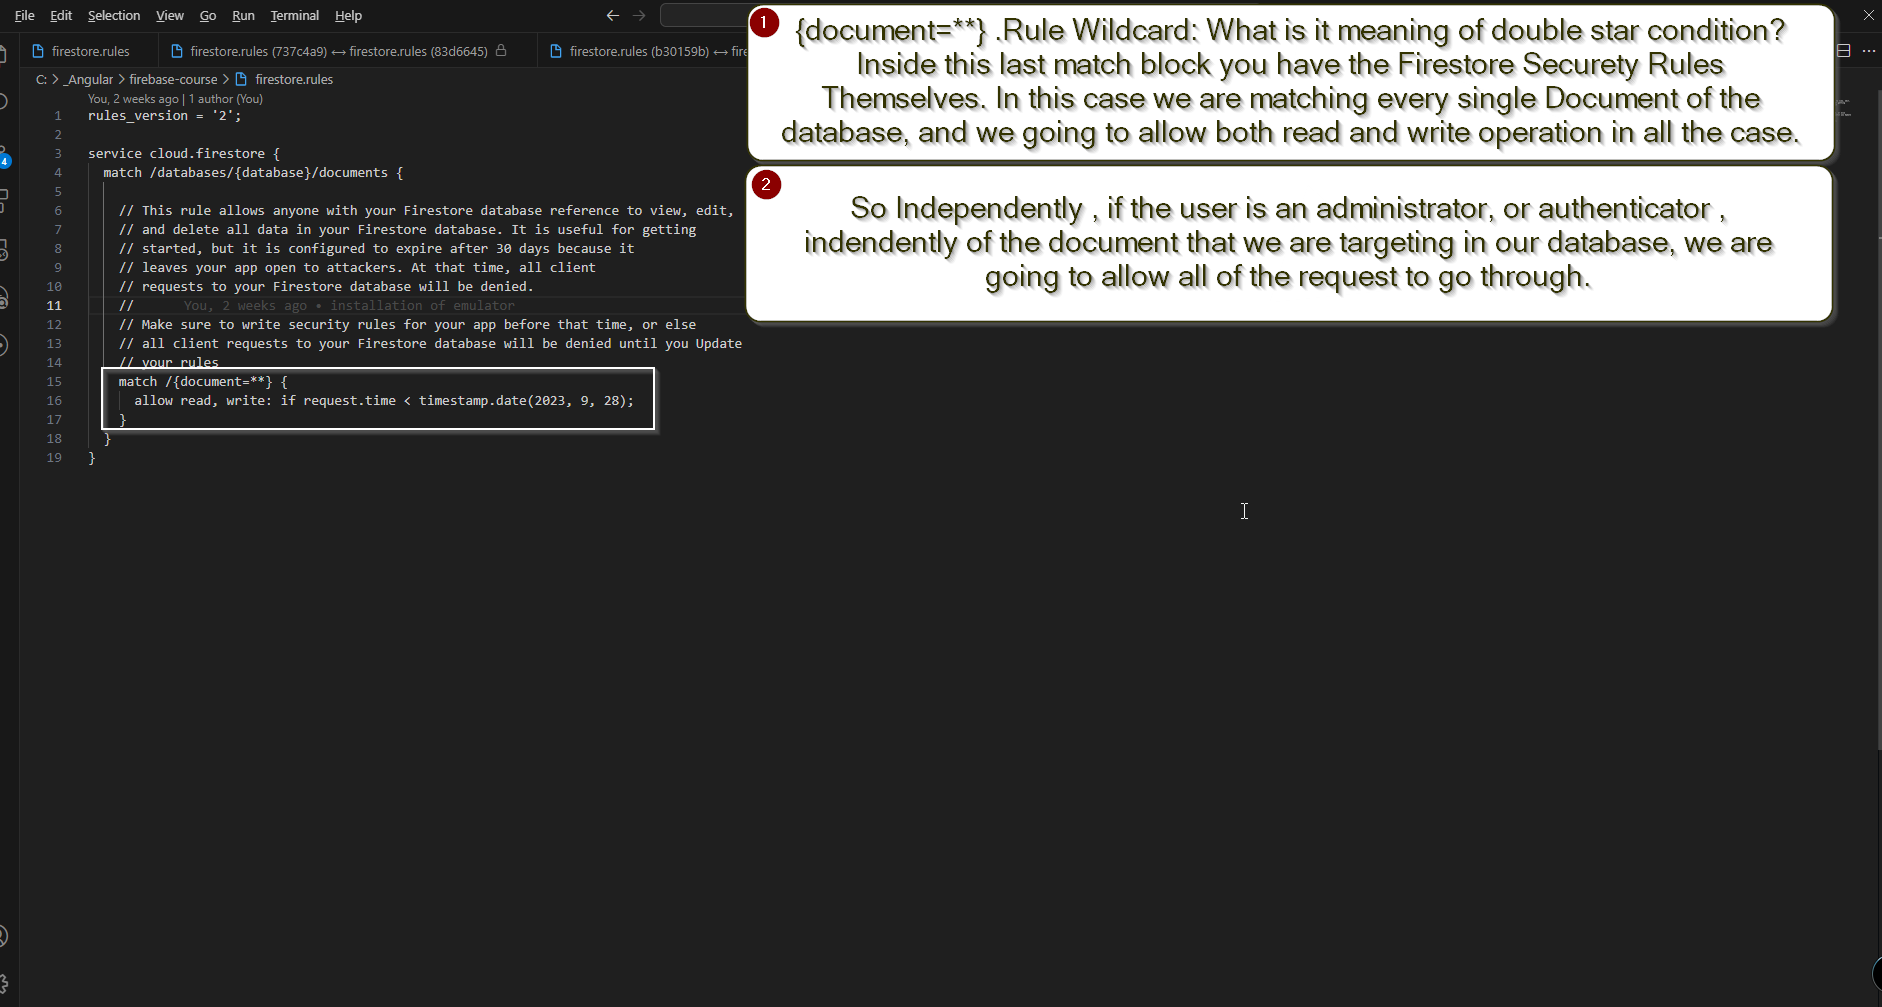 File Edit Selection View Go Run Terminal Help
firestore.rules
firestore.rules (737c4a9) ↔ firestore.rules (83d6645)
firestore.rules (b30159b) ↔ fire
C: > _Angular > firebase-course > firestore.rules
You, 2 weeks ago | 1 author (You)
1 rules_version = '2';
2
3 service cloud.firestore {
4 match /databases/{database}/documents {
5
6 // This rule allows anyone with your Firestore database reference to view, edit,
7 // and delete all data in your Firestore database. It is useful for getting
8 // started, but it is configured to expire after 30 days because it
9 // leaves your app open to attackers. At that time, all client
10 // requests to your Firestore database will be denied.
11 // You, 2 weeks ago • installation of emulator
12 // Make sure to write security rules for your app before that time, or else
13 // all client requests to your Firestore database will be denied until you Update
14 // your rules
15 match /{document=**} {
16 allow read, write: if request.time < timestamp.date(2023, 9, 28);
17 }
18 }
19 }
4
1
{document=**} .Rule Wildcard: What is it meaning of double star condition?
Inside this last match block you have the Firestore Securety Rules
Themselves. In this case we are matching every single Document of the
database, and we going to allow both read and write operation in all the case.
2
So Independently , if the user is an administrator, or authenticator ,
indendently of the document that we are targeting in our database, we are
going to allow all of the request to go through.